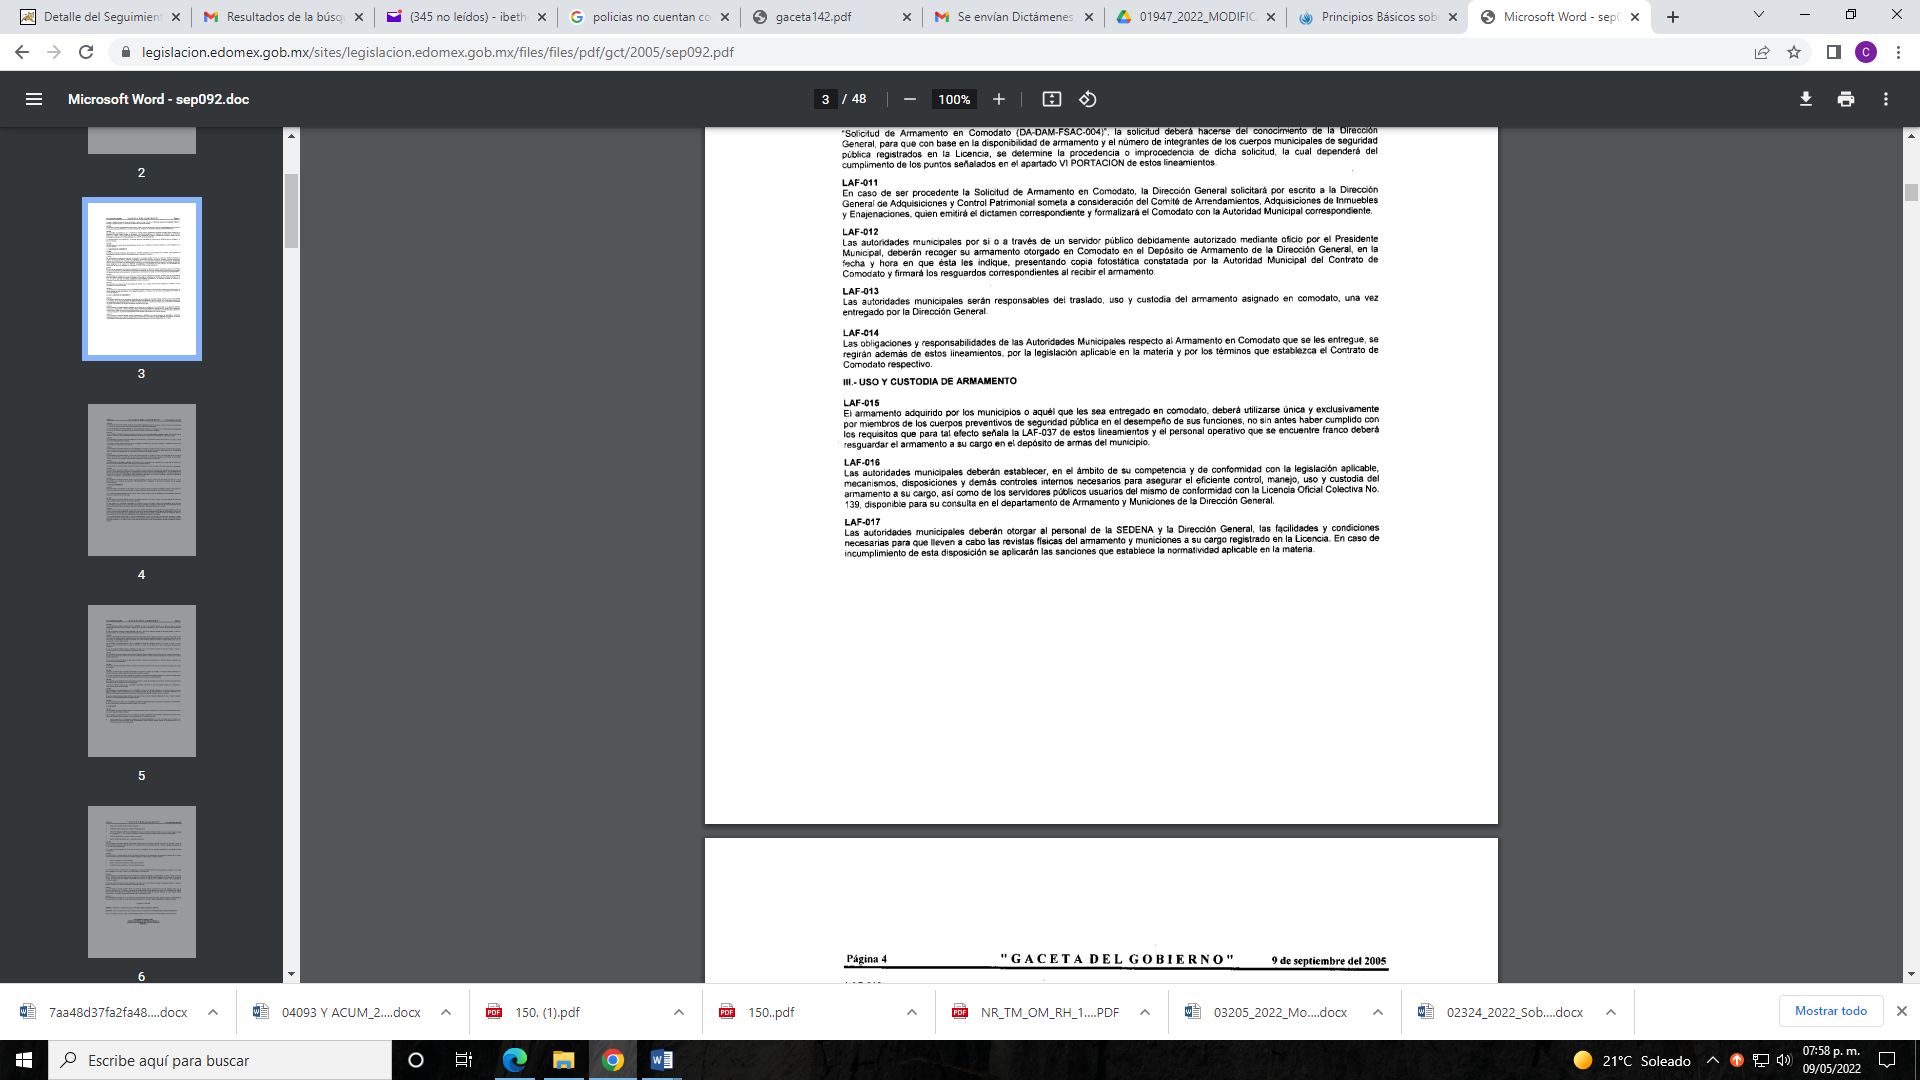 Detalle del Seguimient
Resultados de la búsqu
(345 no leídos) - ibeth
policias no cuentan co
gaceta142.pdf
Se envían Dictámenes
01947_2022_MODIFIC
Principios Básicos sob
Microsoft Word - sep0
legislacion.edomex.gob.mx/sites/legislacion.edomex.gob.mx/files/files/pdf/gct/2005/sep092.pdf
C
Microsoft Word - sep092.doc
3 / 48
100%
2
3
4
5
6
"Solicitud de Armamento en Comodato (DA-DAM-FSAC-004)", la solicitud deberá hacerse del conocimiento de la Dirección
General, para que con base en la disponibilidad de armamento y el número de integrantes de los cuerpos municipales de seguridad
pública registrados en la Licencia, se determine la procedencia o improcedencia de dicha solicitud, la cual dependerá del
cumplimento de los puntos señalados en el apartado VI PORTACION de estos lineamientos.
LAF-011
En caso de ser procedente la Solicitud de Armamento en Comodato, la Dirección General solicitará por escrito a la Dirección
General de Adquisiciones y Control Patrimonial someta a consideración del Comité de Arrendamientos, Adquisiciones de Inmuebles
y Enajenaciones, quien emitirá el dictamen correspondiente y formalizará el Comodato con la Autoridad Municipal correspondiente.
LAF-012
Las autoridades municipales por si o a través de un servidor público debidamente autorizado mediante oficio por el Presidente
Municipal, deberán recoger su armamento otorgado en Comodato en el Depósito de Armamento de la Dirección General, en la
fecha y hora en que ésta les indique, presentando copia fotostática constatada por la Autoridad Municipal del Contrato de
Comodato y firmará los resguardos correspondientes al recibir el armamento.
LAF-013
Las autoridades municipales serán responsables del traslado, uso y custodia del armamento asignado en comodato, una vez
entregado por la Dirección General.
LAF-014
Las obligaciones y responsabilidades de las Autoridades Municipales respecto al Armamento en Comodato que se les entregue, se
regirán además de estos lineamientos, por la legislación aplicable en la materia y por los términos que establezca el Contrato de
Comodato respectivo.
III.- USO Y CUSTODIA DE ARMAMENTO
LAF-015
El armamento adquirido por los municipios o aquél que les sea entregado en comodato, deberá utilizarse única y exclusivamente
por miembros de los cuerpos preventivos de seguridad pública en el desempeño de sus funciones, no sin antes haber cumplido con
los requisitos que para tal efecto señala la LAF-037 de estos lineamientos y el personal operativo que se encuentre franco deberá
resguardar el armamento a su cargo en el depósito de armas del municipio.
LAF-016
Las autoridades municipales deberán establecer, en el ámbito de su competencia y de conformidad con la legislación aplicable,
mecanismos, disposiciones y demás controles internos necesarios para asegurar el eficiente control, manejo, uso y custodia del
armamento a su cargo, así como de los servidores públicos usuarios del mismo de conformidad con la Licencia Oficial Colectiva No.
139, disponible para su consulta en el departamento de Armamento y Municiones de la Dirección General.
LAF-017
Las autoridades municipales deberán otorgar al personal de la SEDENA y la Dirección General, las facilidades y condiciones
necesarias para que lleven a cabo las revistas físicas del armamento y municiones a su cargo registrado en la Licencia. En caso de
incumplimiento de esta disposición se aplicarán las sanciones que establece la normatividad aplicable en la materia.
Página 4 "GACETA DEL GOBIERNO" 9 de septiembre del 2005
7aa48d37fa2fa48....docx
04093 Y ACUM_2....docx
150. (1).pdf
150..pdf
NR_TM_OM_RH_1....PDF
03205_2022_Mo....docx
02324_2022_Sob....docx
Mostrar todo
Escribe aquí para buscar
21°C Soleado
07:58 p. m.
09/05/2022